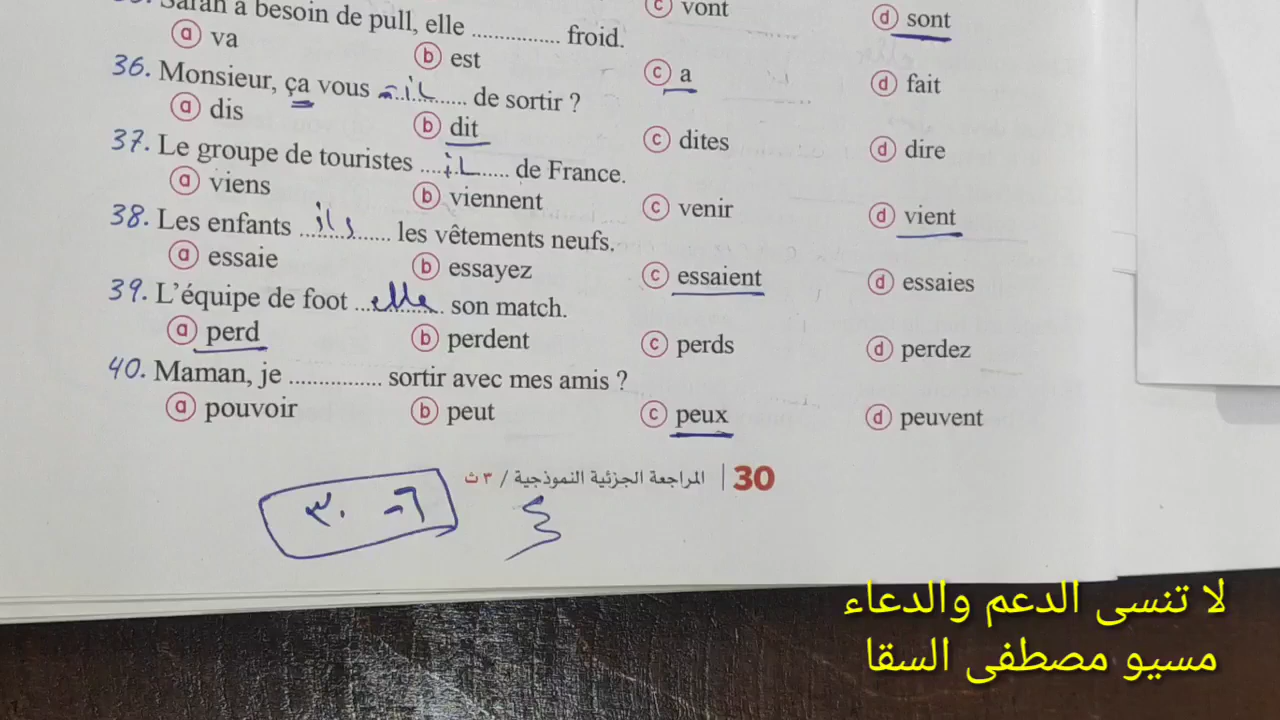 Sarah a besoin de pull, elle ............... froid.
ⓒ vont ⓓ sont
ⓐ va ⓑ est ⓒ a ⓓ fait
36. Monsieur, ça vous ............... de sortir ?
ⓐ dis ⓑ dit ⓒ dites ⓓ dire
37. Le groupe de touristes ............... de France.
ⓐ viens ⓑ viennent ⓒ venir ⓓ vient
38. Les enfants ...ils... les vêtements neufs.
ⓐ essaie ⓑ essayez ⓒ essaient ⓓ essaies
39. L'équipe de foot ...elle... son match.
ⓐ perd ⓑ perdent ⓒ perds ⓓ perdez
40. Maman, je ............... sortir avec mes amis ?
ⓐ pouvoir ⓑ peut ⓒ peux ⓓ peuvent
30 | المراجعة الجزئية النموذجية / ٣ ث
لا تنسى الدعم والدعاء
مسيو مصطفى السقا